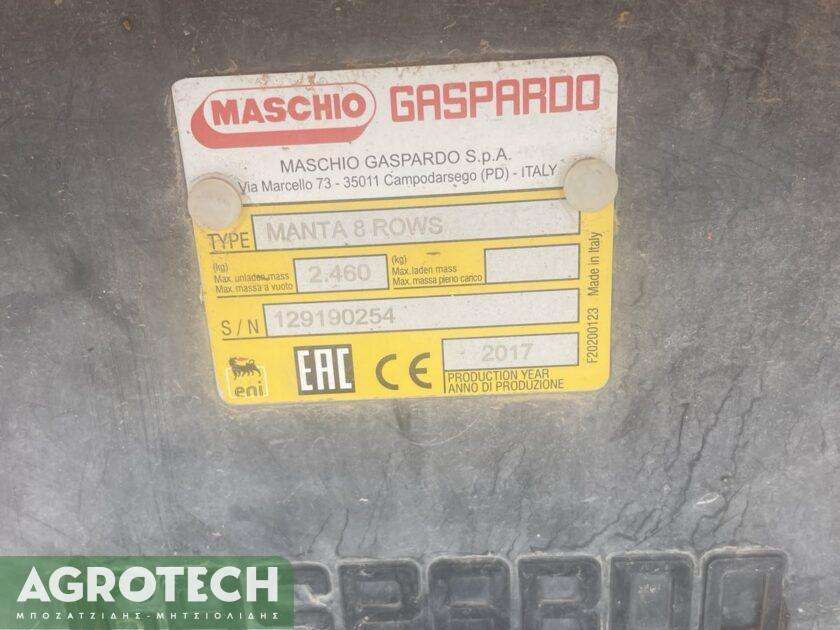 MASCHIO GASPARDO
MASCHIO GASPARDO S.p.A.
Via Marcello 73 - 35011 Campodarsego (PD) - ITALY
TYPE MANTA 8 ROWS
(kg)
Max. unladen mass
Max. massa a vuoto
2.460
(kg)
Max. laden mass
Max. massa pieno carico
S/N 129190254
eni
EAC CE
2017
PRODUCTION YEAR
ANNO DI PRODUZIONE
F20200123 Made in Italy
GASPARDO
AGROTECH
ΜΠΟΖΑΤΖΙΔΗΣ-ΜΗΤΣΙΟΛΙΔΗΣ